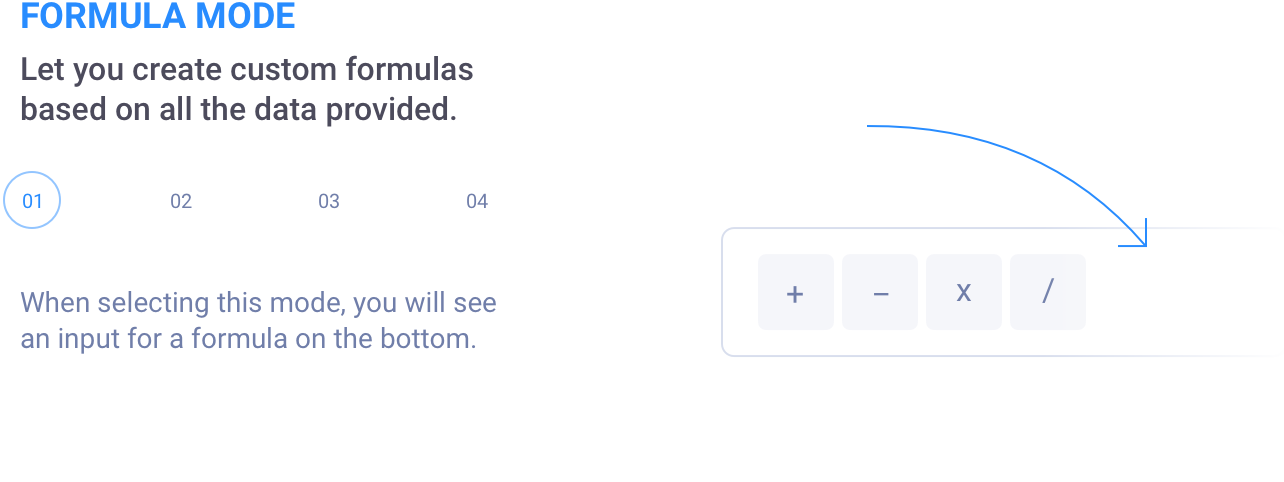 FORMULA MODE
Let you create custom formulas
based on all the data provided.
01 02 03 04
When selecting this mode, you will see
an input for a formula on the bottom.
+ − x /